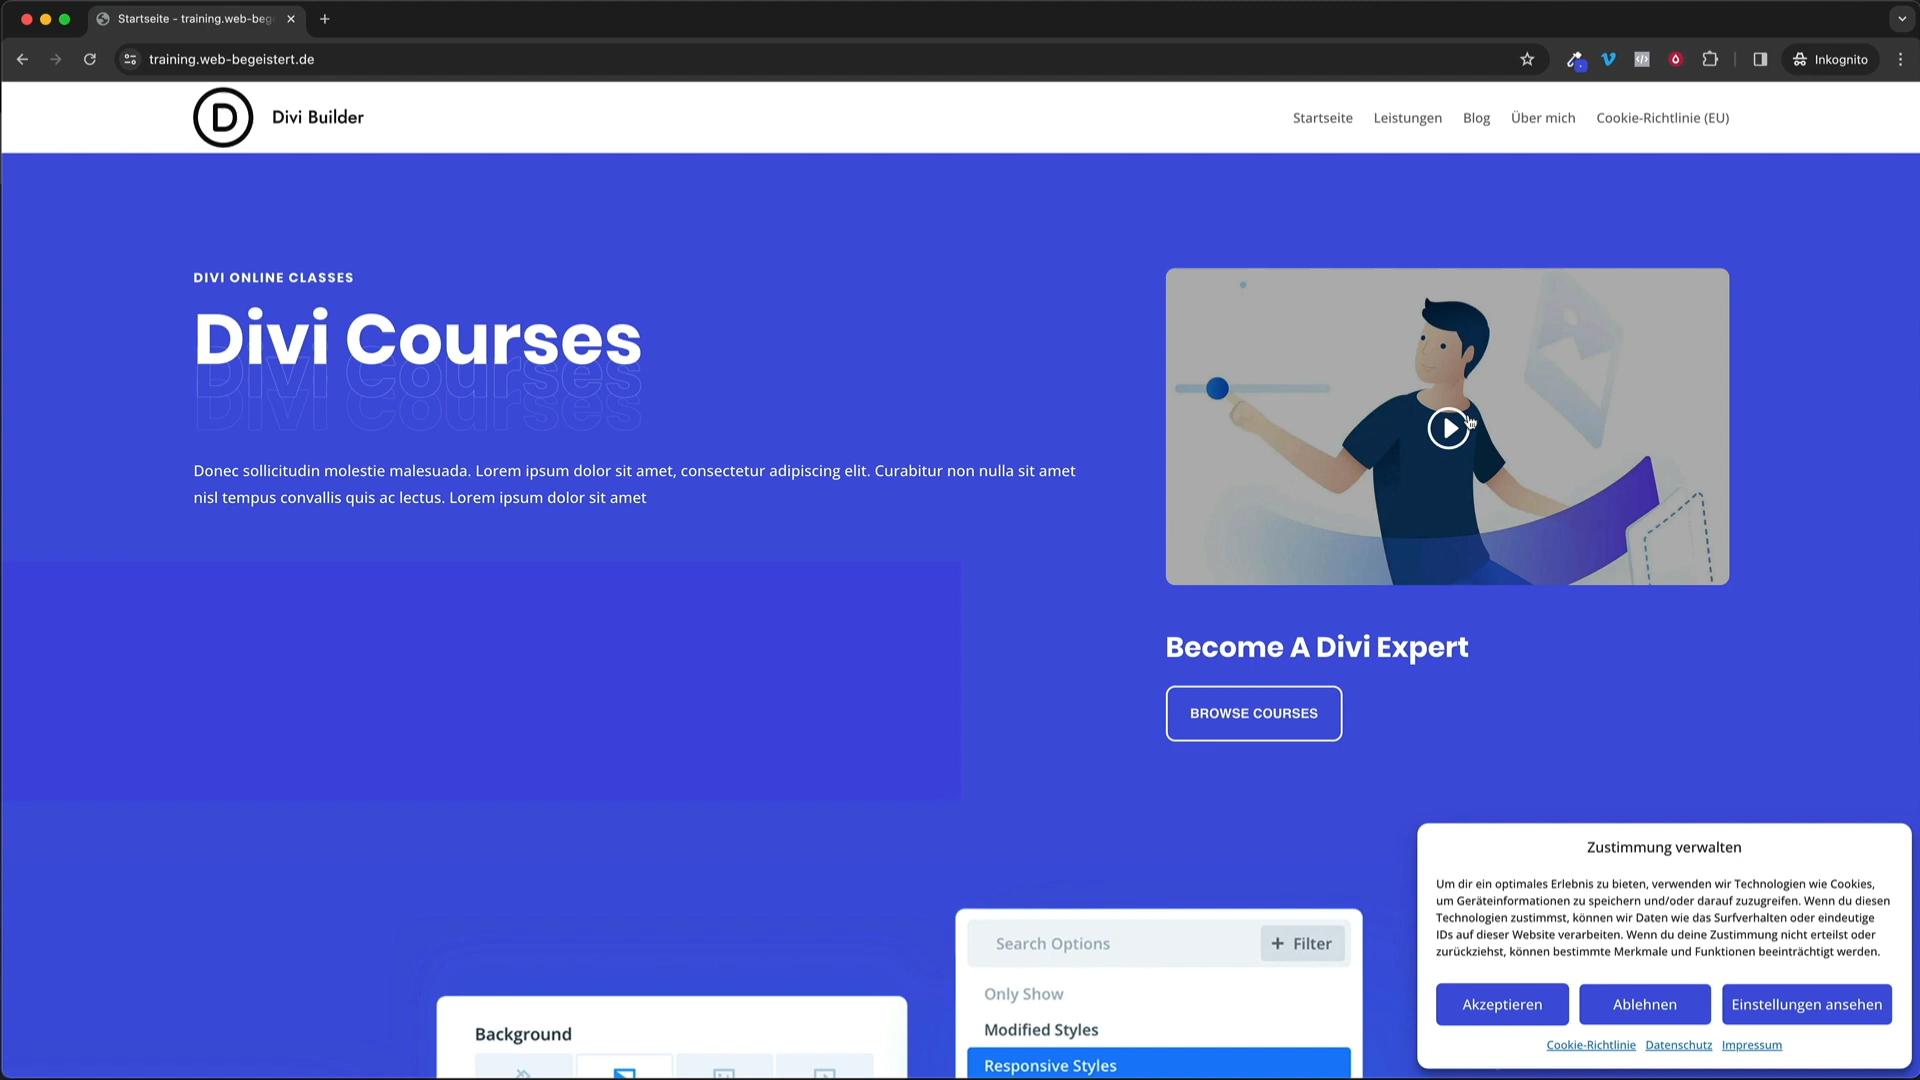 Startseite - training.web-beg
training.web-begeistert.de
Inkognito
D
Divi Builder
Startseite
Leistungen
Blog
Über mich
Cookie-Richtlinie (EU)
DIVI ONLINE CLASSES
Divi Courses
Divi Courses
Divi Courses
Donec sollicitudin molestie malesuada. Lorem ipsum dolor sit amet, consectetur adipiscing elit. Curabitur non nulla sit amet
nisl tempus convallis quis ac lectus. Lorem ipsum dolor sit amet
Become A Divi Expert
BROWSE COURSES
Background
Search Options
+ Filter
Only Show
Modified Styles
Responsive Styles
Zustimmung verwalten
Um dir ein optimales Erlebnis zu bieten, verwenden wir Technologien wie Cookies,
um Geräteinformationen zu speichern und/oder darauf zuzugreifen. Wenn du diesen
Technologien zustimmst, können wir Daten wie das Surfverhalten oder eindeutige
IDs auf dieser Website verarbeiten. Wenn du deine Zustimmung nicht erteilst oder
zurückziehst, können bestimmte Merkmale und Funktionen beeinträchtigt werden.
Akzeptieren
Ablehnen
Einstellungen ansehen
Cookie-Richtlinie
Datenschutz
Impressum